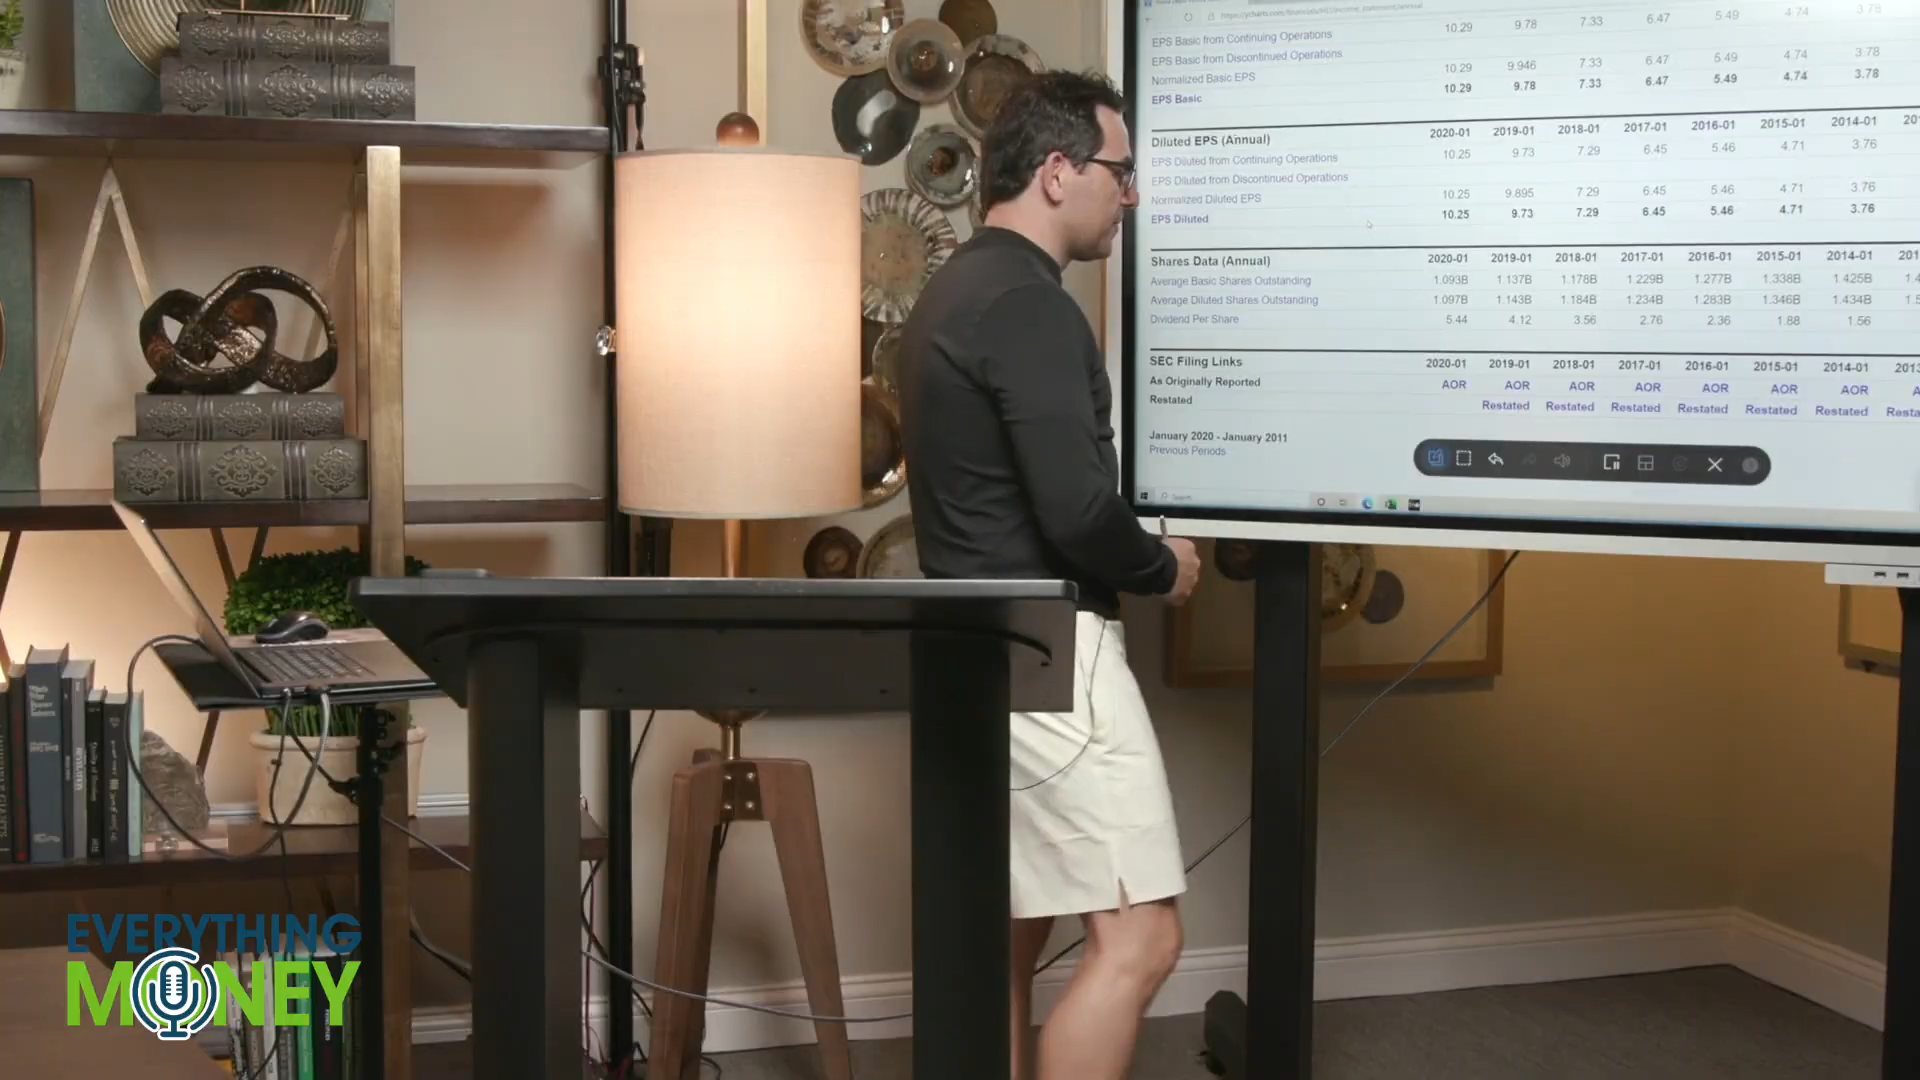 https://ycharts.com/financials/HD/income_statement/annual
EPS Basic from Continuing Operations 10.29 9.78 7.33 6.47 5.49 4.74 3.78
EPS Basic from Discontinued Operations
Normalized Basic EPS 10.29 9.946 7.33 6.47 5.49 4.74 3.78
EPS Basic 10.29 9.78 7.33 6.47 5.49 4.74 3.78
Diluted EPS (Annual) 2020-01 2019-01 2018-01 2017-01 2016-01 2015-01 2014-01
EPS Diluted from Continuing Operations 10.25 9.73 7.29 6.45 5.46 4.71 3.76
EPS Diluted from Discontinued Operations
Normalized Diluted EPS 10.25 9.895 7.29 6.45 5.46 4.71 3.76
EPS Diluted 10.25 9.73 7.29 6.45 5.46 4.71 3.76
Shares Data (Annual) 2020-01 2019-01 2018-01 2017-01 2016-01 2015-01 2014-01 201
Average Basic Shares Outstanding 1.093B 1.137B 1.178B 1.229B 1.277B 1.338B 1.425B
Average Diluted Shares Outstanding 1.097B 1.143B 1.184B 1.234B 1.283B 1.346B 1.434B
Dividend Per Share 5.44 4.12 3.56 2.76 2.36 1.88 1.56
SEC Filing Links 2020-01 2019-01 2018-01 2017-01 2016-01 2015-01 2014-01 2013
As Originally Reported AOR AOR AOR AOR AOR AOR AOR A
Restated Restated Restated Restated Restated Restated Restated Resta
January 2020 - January 2011
Previous Periods
Search
EVERYTHING
MONEY